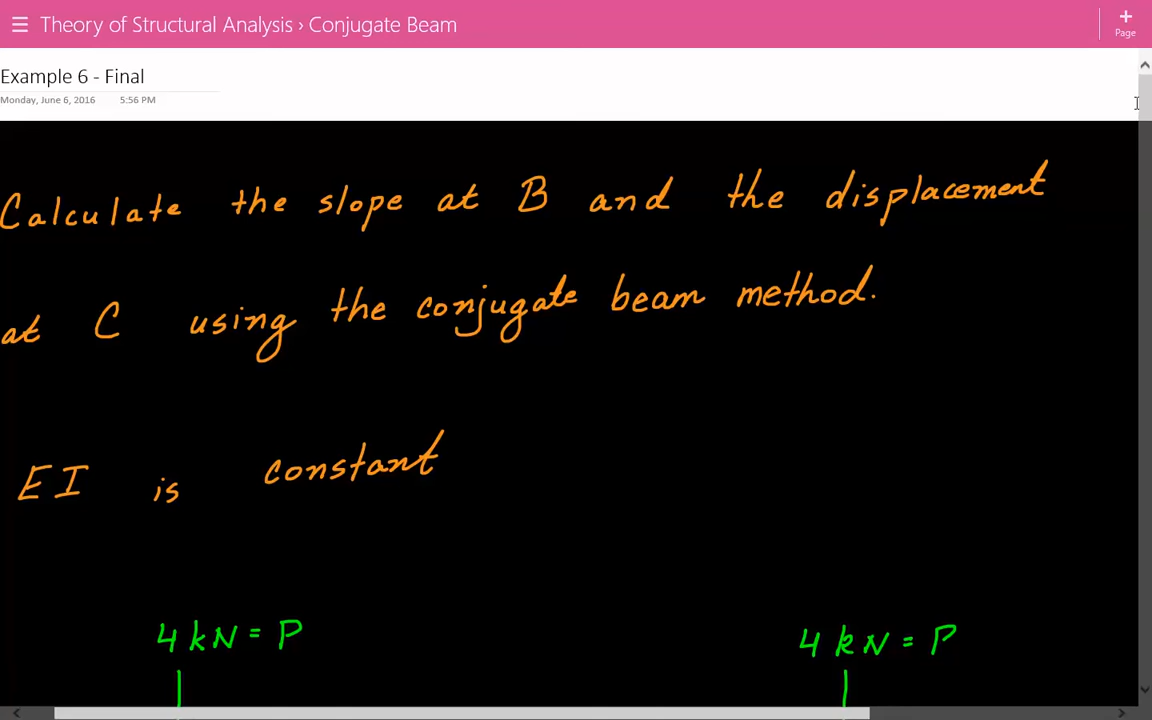 Theory of Structural Analysis › Conjugate Beam
Page
Example 6 - Final
Monday, June 6, 2016 5:56 PM
Calculate the slope at B and the displacement
at C using the conjugate beam method.
EI is constant
4 kN = P 4 kN = P